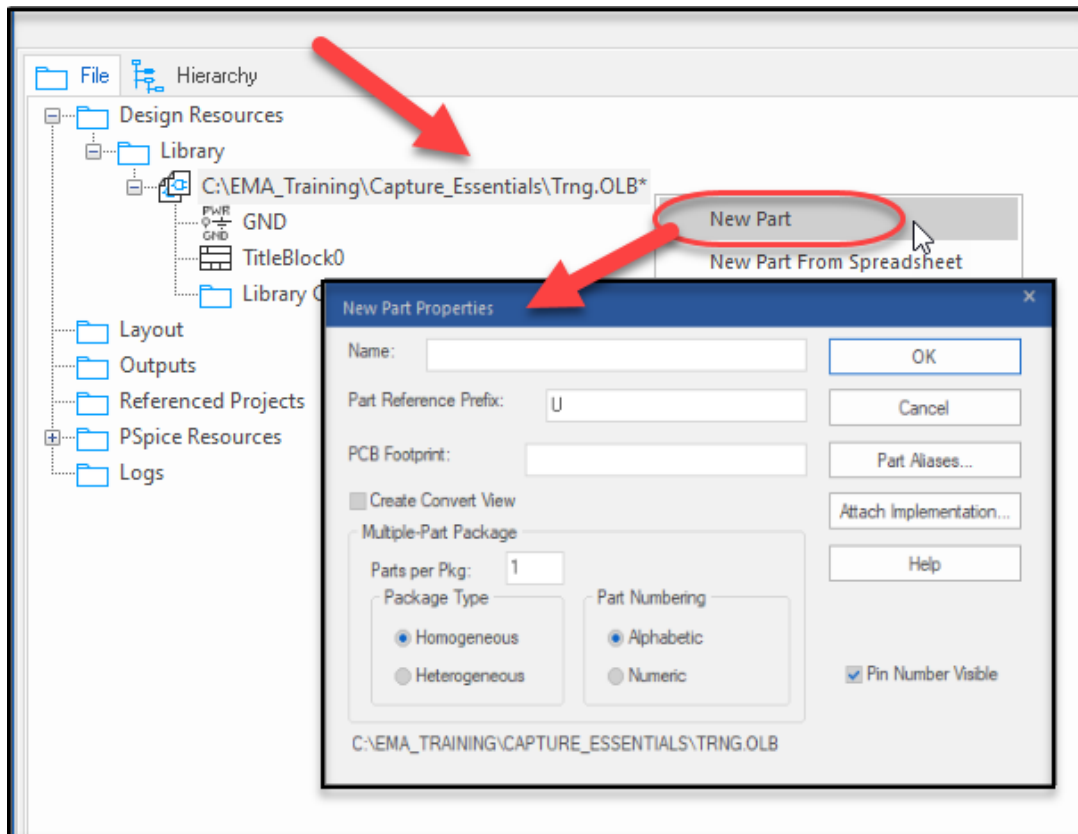 File Hierarchy
Design Resources
Library
C:\EMA_Training\Capture_Essentials\Trng.OLB*
PWR
GND
GND
TitleBlock0
Library C
Layout
Outputs
Referenced Projects
PSpice Resources
Logs
New Part
New Part From Spreadsheet
New Part Properties
Name:
OK
Part Reference Prefix: U
Cancel
PCB Footprint:
Part Aliases...
Create Convert View
Attach Implementation...
Multiple-Part Package
Parts per Pkg: 1
Help
Package Type
Part Numbering
Homogeneous
Alphabetic
Heterogeneous
Numeric
Pin Number Visible
C:\EMA_TRAINING\CAPTURE_ESSENTIALS\TRNG.OLB